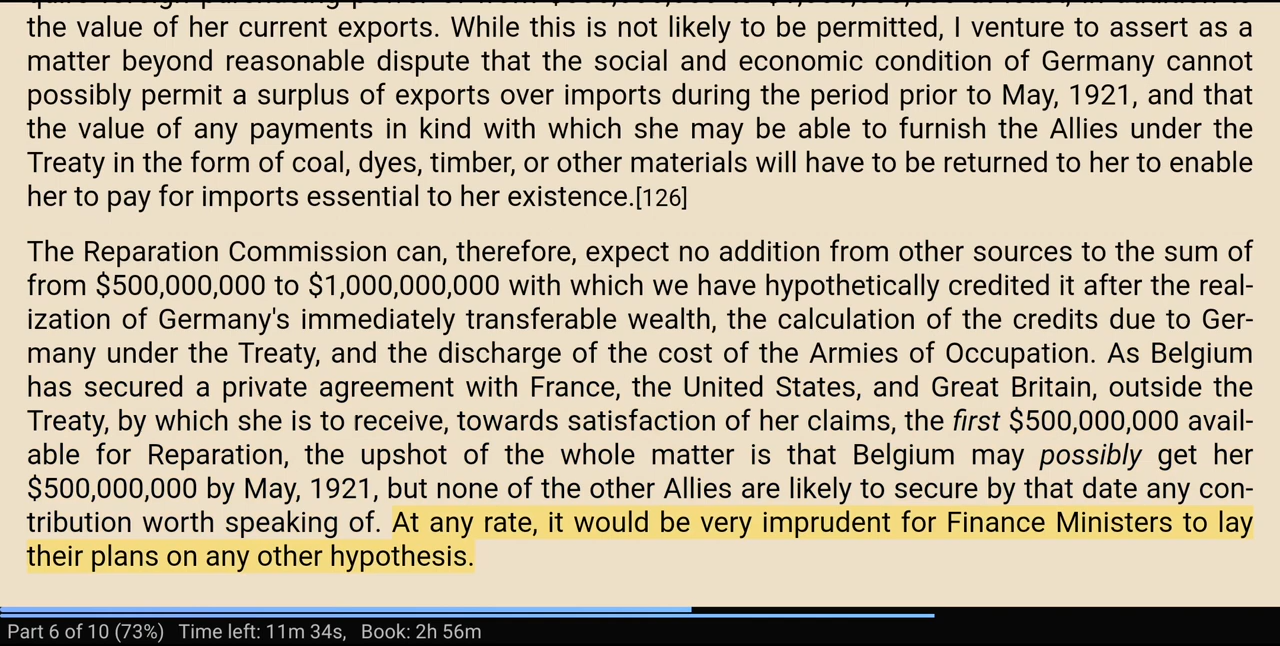 the value of her current exports. While this is not likely to be permitted, I venture to assert as a
matter beyond reasonable dispute that the social and economic condition of Germany cannot
possibly permit a surplus of exports over imports during the period prior to May, 1921, and that
the value of any payments in kind with which she may be able to furnish the Allies under the
Treaty in the form of coal, dyes, timber, or other materials will have to be returned to her to enable
her to pay for imports essential to her existence.[126]
The Reparation Commission can, therefore, expect no addition from other sources to the sum of
from $500,000,000 to $1,000,000,000 with which we have hypothetically credited it after the real-
ization of Germany's immediately transferable wealth, the calculation of the credits due to Ger-
many under the Treaty, and the discharge of the cost of the Armies of Occupation. As Belgium
has secured a private agreement with France, the United States, and Great Britain, outside the
Treaty, by which she is to receive, towards satisfaction of her claims, the first $500,000,000 avail-
able for Reparation, the upshot of the whole matter is that Belgium may possibly get her
$500,000,000 by May, 1921, but none of the other Allies are likely to secure by that date any con-
tribution worth speaking of. At any rate, it would be very imprudent for Finance Ministers to lay
their plans on any other hypothesis.
Part 6 of 10 (73%) Time left: 11m 34s, Book: 2h 56m